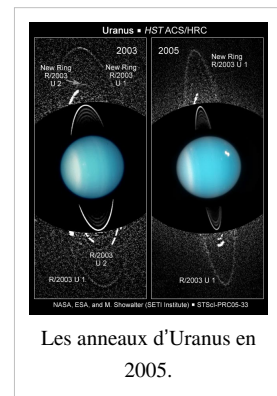 Uranus ▪ HST ACS/HRC
2003
2005
New Ring
R/2003
U 2
New Ring
R/2003
U 1
New Ring
R/2003 U 1
R/2003
U 2
R/2003 U 1
R/2003 U 1
NASA, ESA, and M. Showalter (SETI Institute) ▪ STScI-PRC05-33
Les anneaux d'Uranus en
2005.